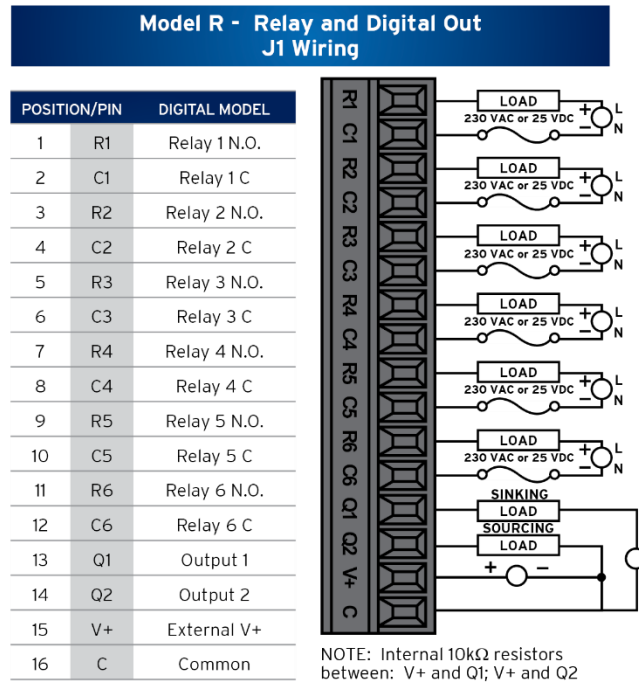 Model R - Relay and Digital Out
J1 Wiring
POSITION/PIN DIGITAL MODEL
1 R1 Relay 1 N.O.
2 C1 Relay 1 C
3 R2 Relay 2 N.O.
4 C2 Relay 2 C
5 R3 Relay 3 N.O.
6 C3 Relay 3 C
7 R4 Relay 4 N.O.
8 C4 Relay 4 C
9 R5 Relay 5 N.O.
10 C5 Relay 5 C
11 R6 Relay 6 N.O.
12 C6 Relay 6 C
13 Q1 Output 1
14 Q2 Output 2
15 V+ External V+
16 C Common
R1 LOAD + L
230 VAC or 25 VDC
C1 − N
R2 LOAD + L
230 VAC or 25 VDC
C2 − N
R3 LOAD + L
230 VAC or 25 VDC
C3 − N
R4 LOAD + L
230 VAC or 25 VDC
C4 − N
R5 LOAD + L
230 VAC or 25 VDC
C5 − N
R6 LOAD + L
230 VAC or 25 VDC
C6 − N
SINKING
Q1 LOAD
SOURCING
Q2 LOAD
V+ + −
C
NOTE: Internal 10kΩ resistors
between: V+ and Q1; V+ and Q2